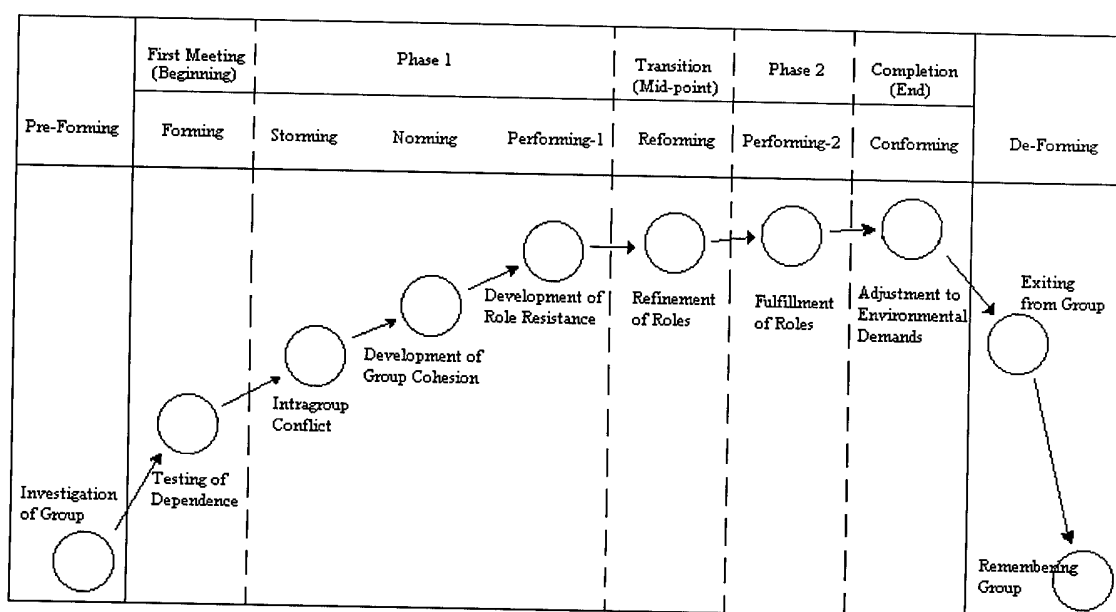 First Meeting
(Beginning)
Phase 1
Transition
(Mid-point)
Phase 2
Completion
(End)
Pre-Forming
Forming
Storming
Norming
Performing-1
Reforming
Performing-2
Conforming
De-Forming
Investigation
of Group
Testing of
Dependence
Intragroup
Conflict
Development of
Group Cohesion
Development of
Role Resistance
Refinement
of Roles
Fulfillment
of Roles
Adjustment to
Environmental
Demands
Exiting
from Group
Remembering
Group